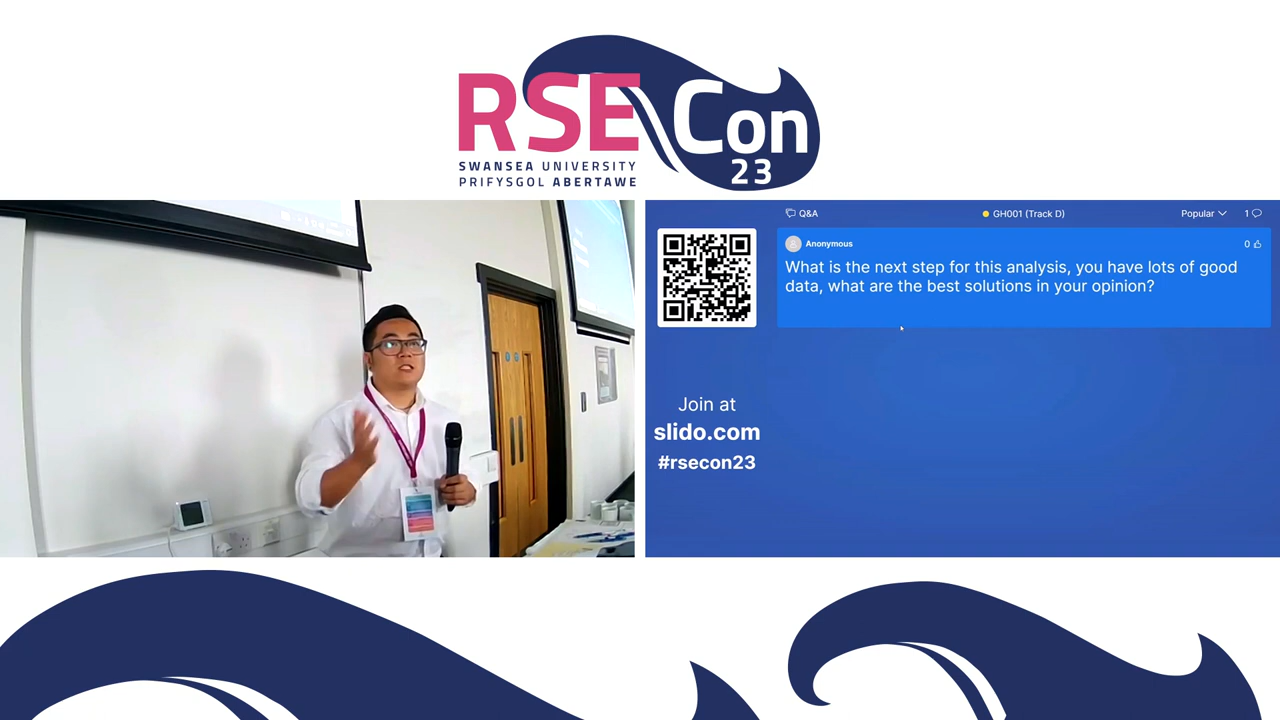 RSE Con
23
SWANSEA UNIVERSITY
PRIFYSGOL ABERTAWE
Q&A
GH001 (Track D)
Popular
1
Anonymous
0
What is the next step for this analysis, you have lots of good
data, what are the best solutions in your opinion?
Join at
slido.com
#rsecon23